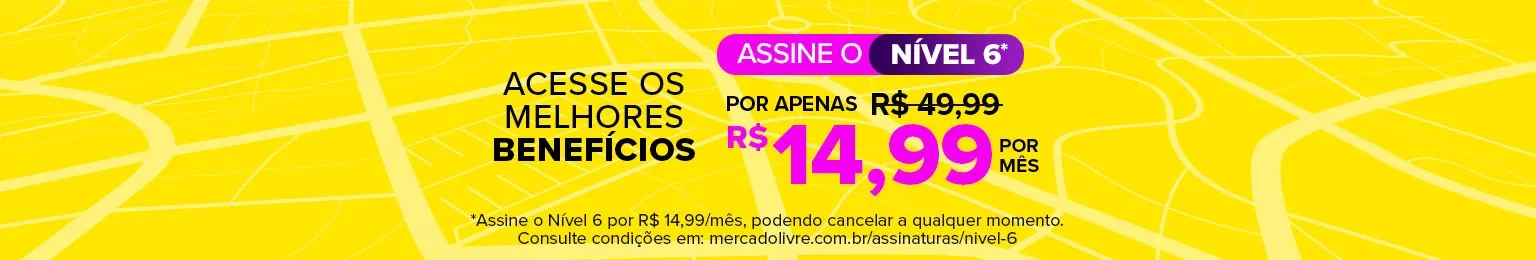 ACESSE OS
MELHORES
BENEFÍCIOS
ASSINE O NÍVEL 6*
POR APENAS R$ 49,99
R$ 14,99 POR MÊS
*Assine o Nível 6 por R$ 14,99/mês, podendo cancelar a qualquer momento.
Consulte condições em: mercadolivre.com.br/assinaturas/nivel-6